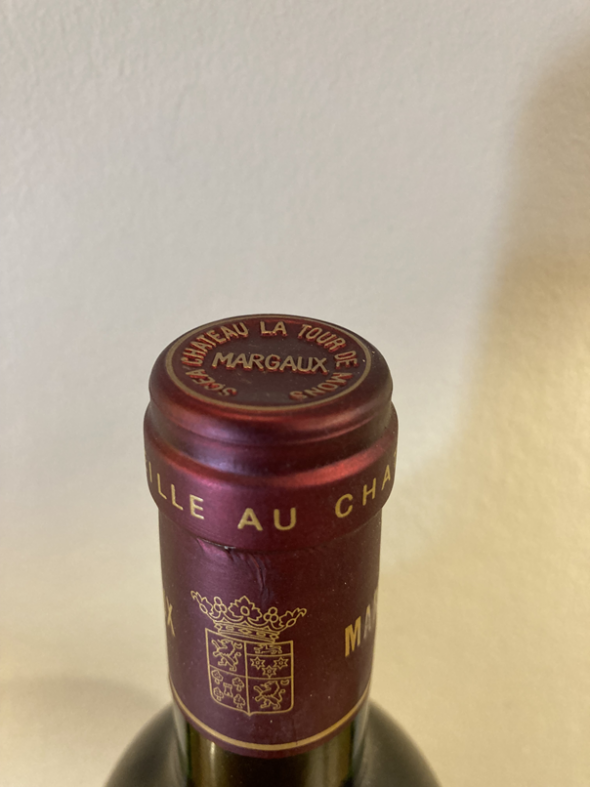 SCEA CHATEAU LA TOUR DE MONS
MARGAUX
ILLE AU CHA
X
MA